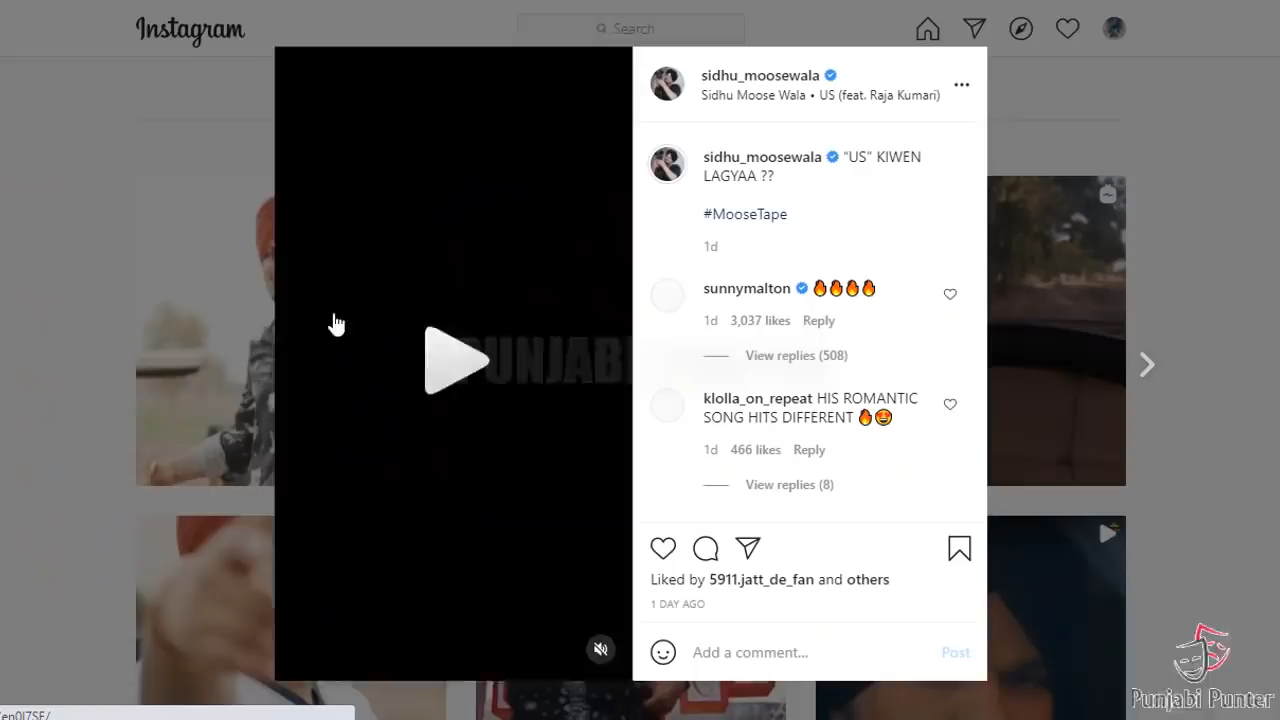 Instagram
Search
sidhu_moosewala
Sidhu Moose Wala • US (feat. Raja Kumari)
sidhu_moosewala "US" KIWEN
LAGYAA ??
#MooseTape
1d
sunnymalton 🔥🔥🔥🔥
1d 3,037 likes Reply
View replies (508)
klolla_on_repeat HIS ROMANTIC
SONG HITS DIFFERENT 🔥😍
1d 466 likes Reply
View replies (8)
PUNJABI
Liked by 5911.jatt_de_fan and others
1 DAY AGO
Add a comment...
Post
Punjabi Punter